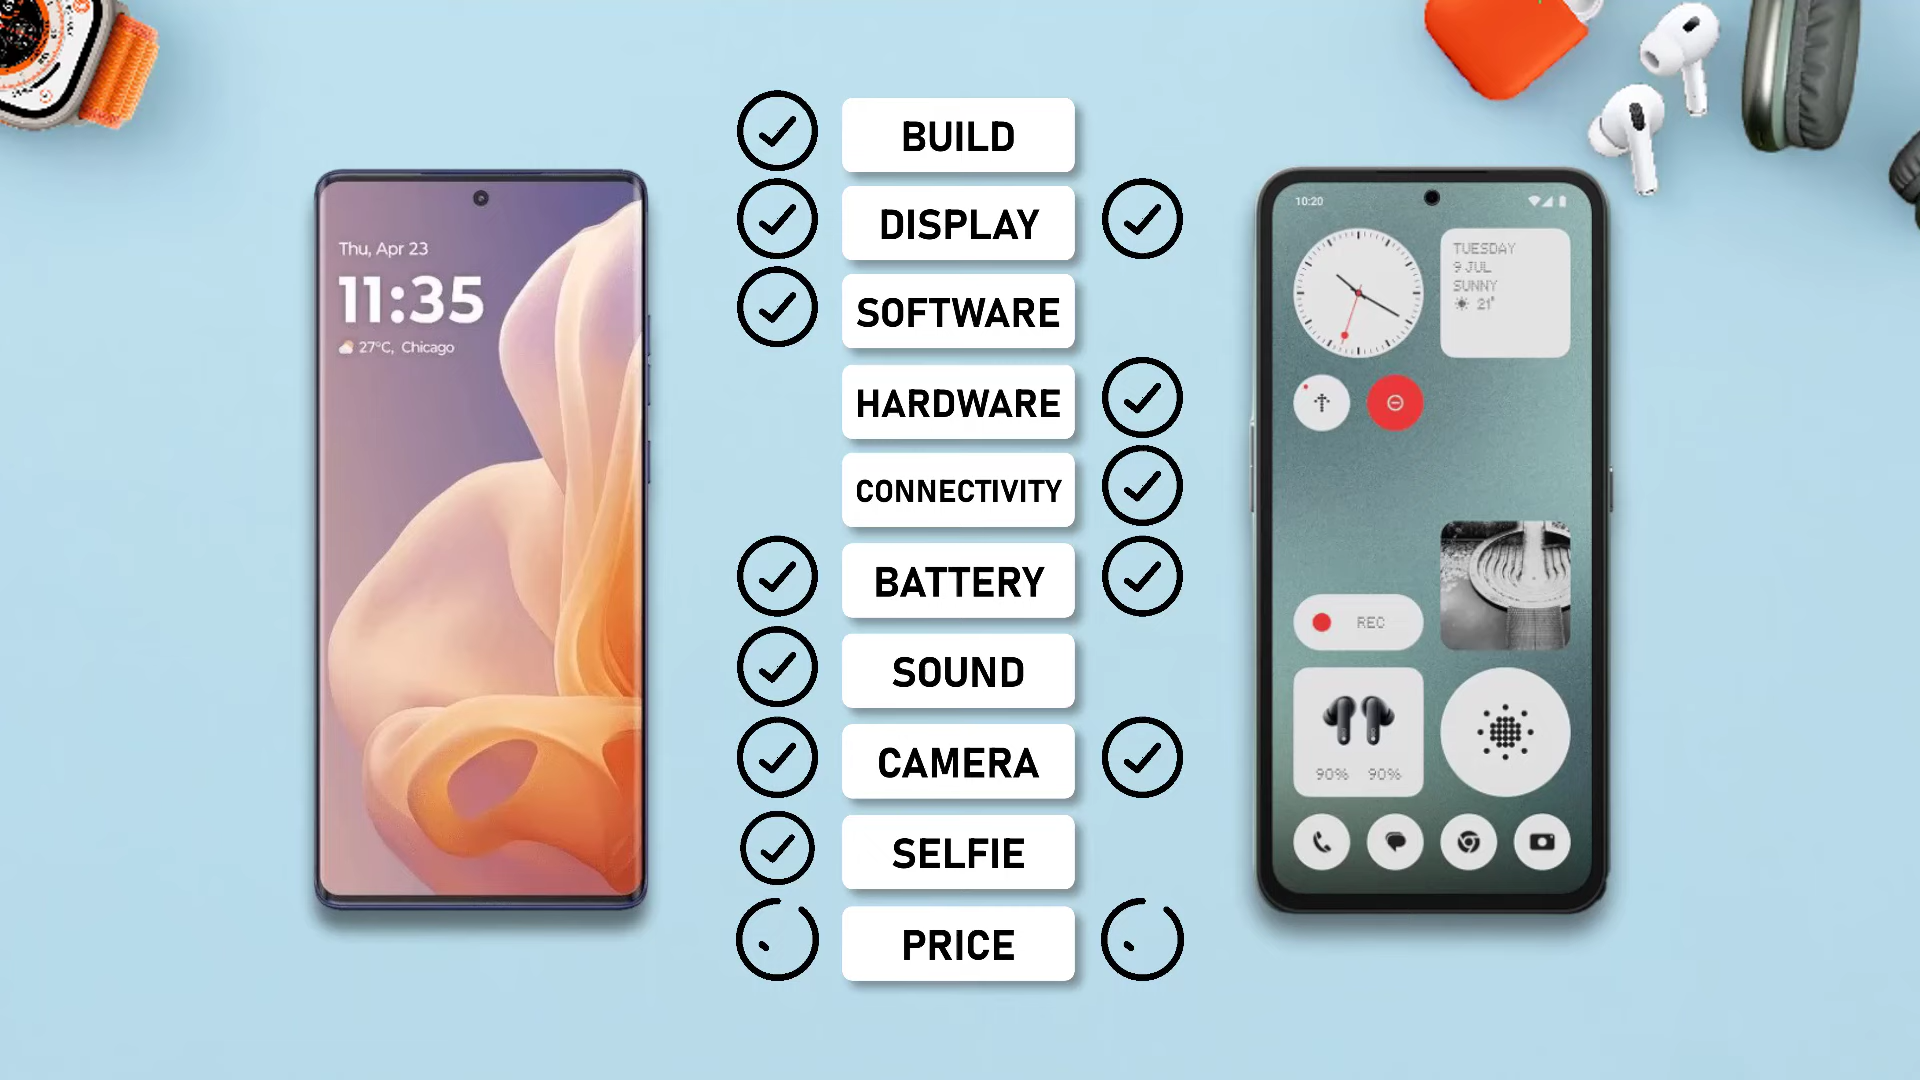 Thu, Apr 23
11:35
27°C, Chicago
BUILD
DISPLAY
SOFTWARE
HARDWARE
CONNECTIVITY
BATTERY
SOUND
CAMERA
SELFIE
PRICE
10:20
TUESDAY
9 JUL
SUNNY
21°
REC
90% 90%